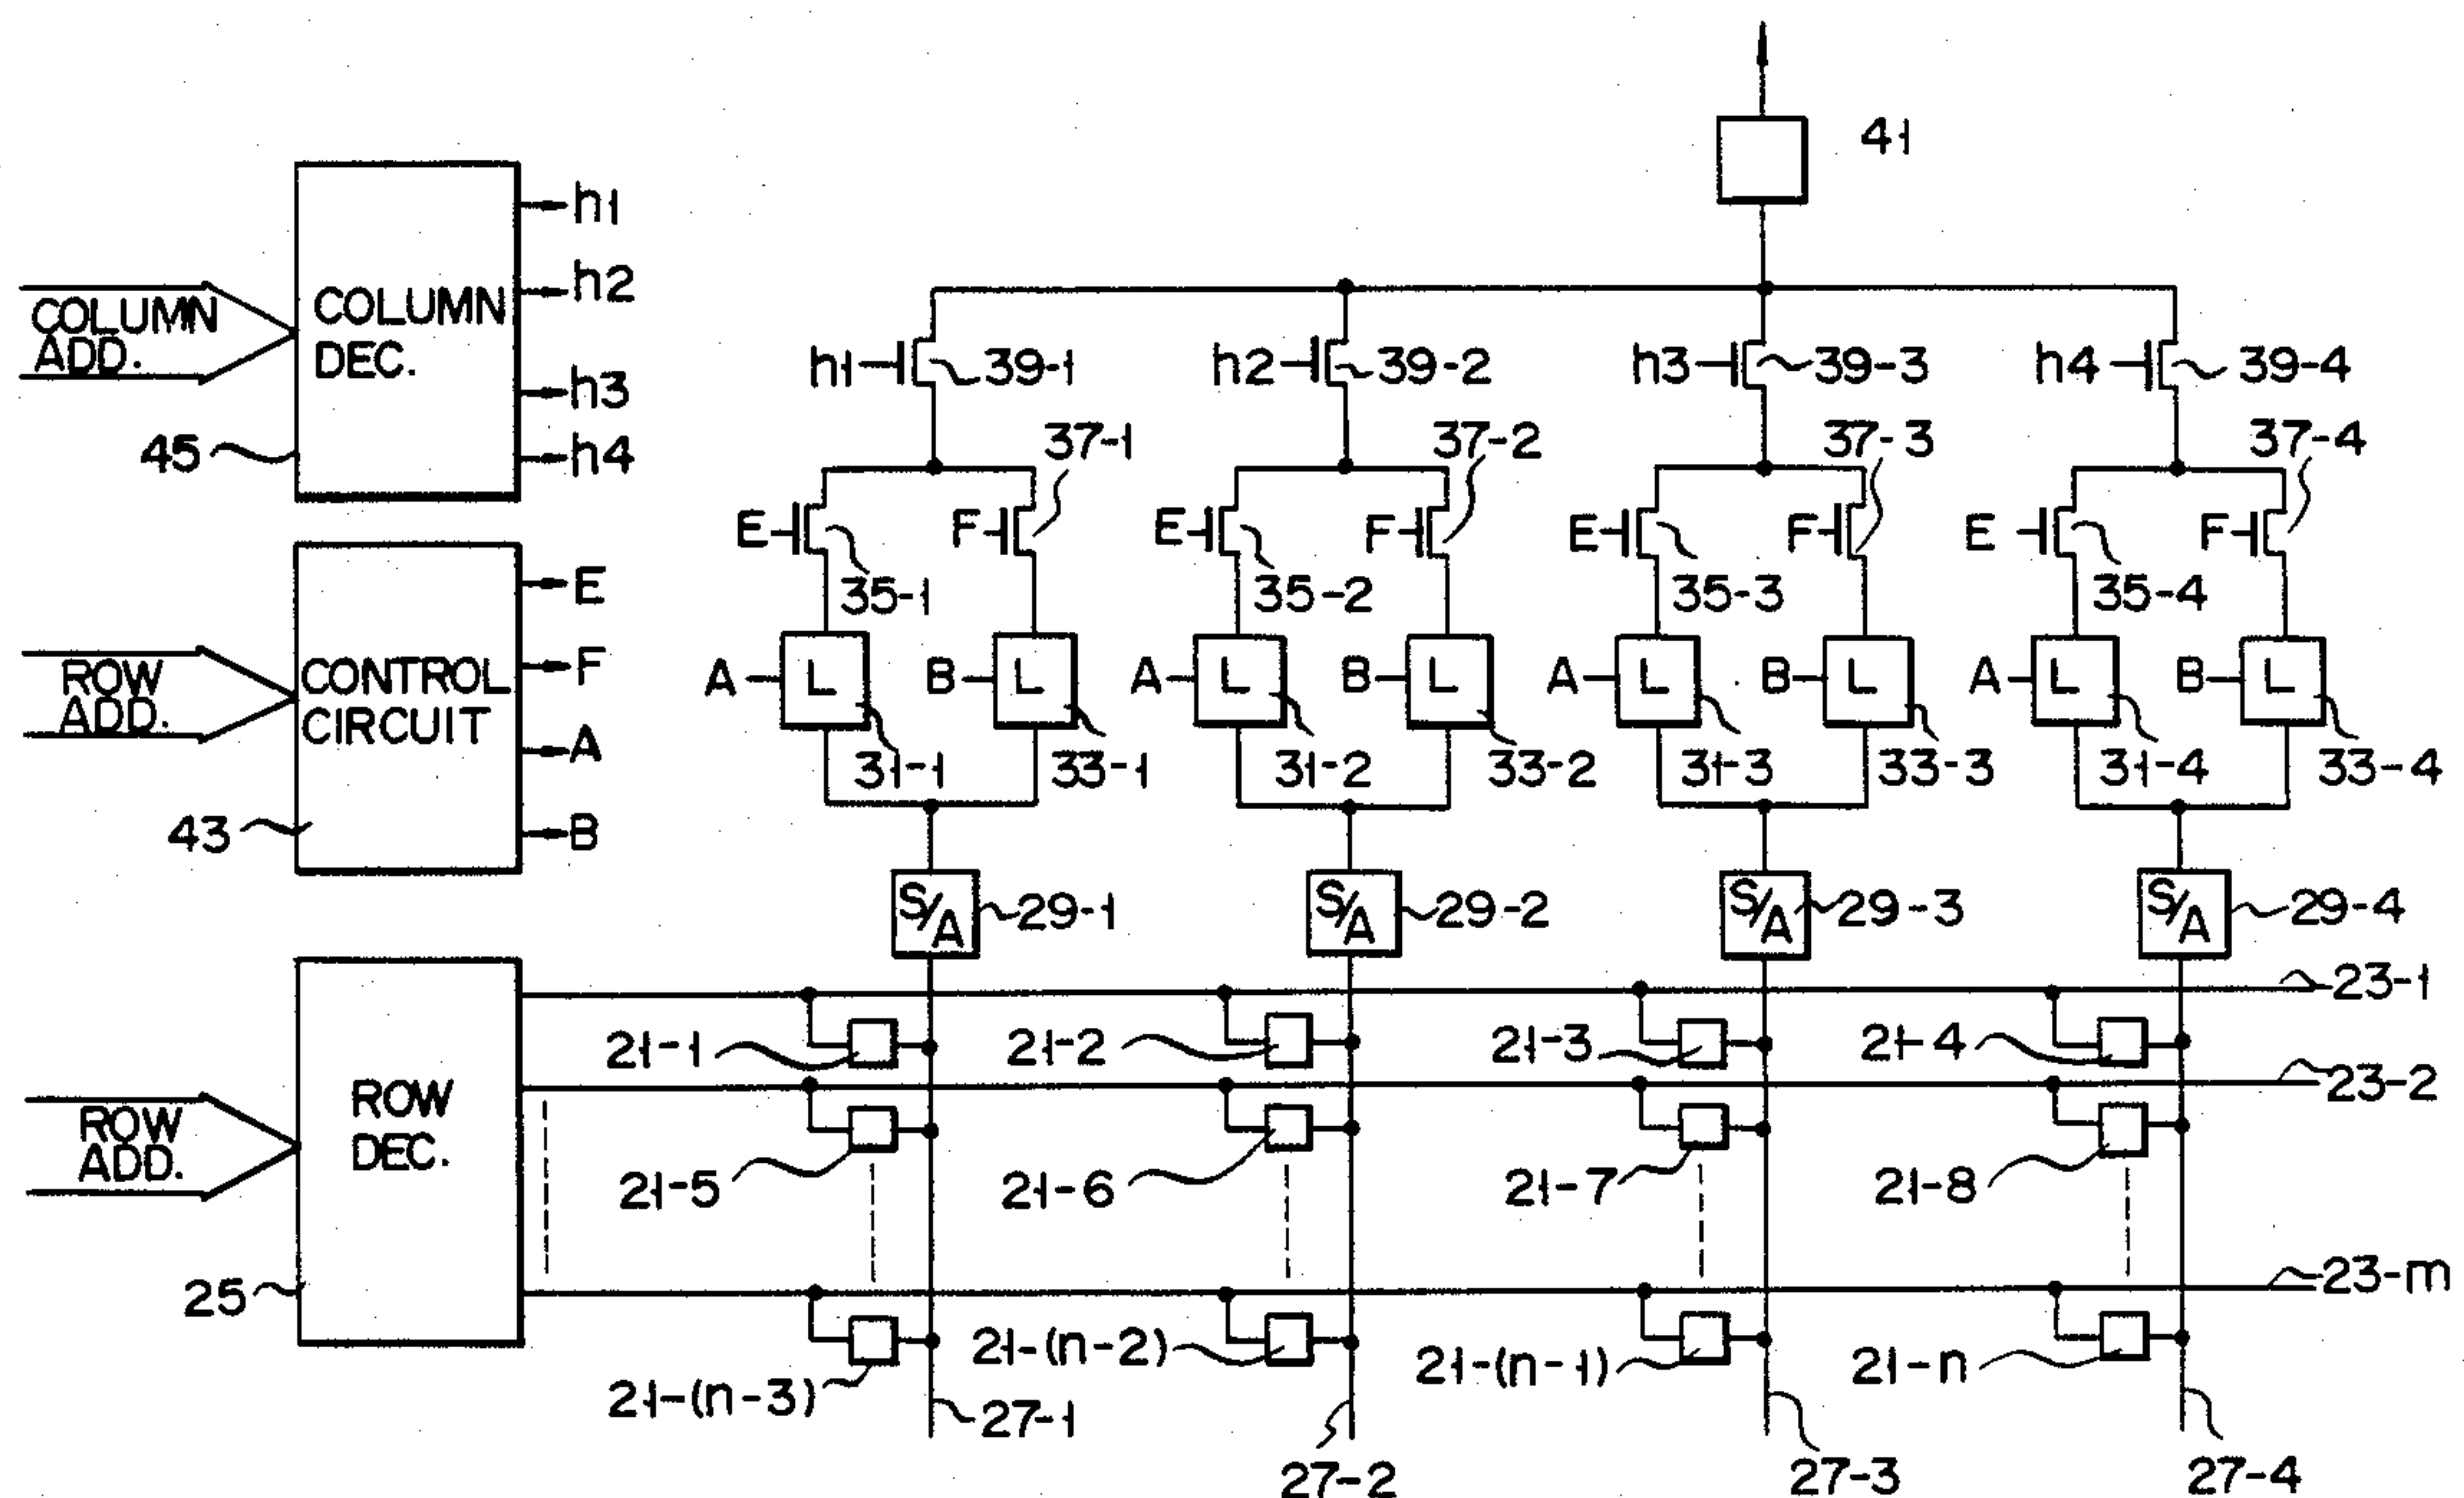 41
h1
h2
h3
h4
COLUMN
ADD.
COLUMN
DEC.
45
h1
39-1
h2
39-2
h3
39-3
h4
39-4
37-1
37-2
37-3
37-4
E
F
E
F
E
F
E
F
35-1
35-2
35-3
35-4
E
F
A
B
ROW
ADD.
CONTROL
CIRCUIT
43
A
L
B
L
A
L
B
L
A
L
B
L
A
L
B
L
31-1
33-1
31-2
33-2
31-3
33-3
31-4
33-4
S/A
29-1
S/A
29-2
S/A
29-3
S/A
29-4
23-1
21-1
21-2
21-3
21-4
23-2
ROW
ADD.
ROW
DEC.
21-5
21-6
21-7
21-8
25
23-m
21-(n-3)
21-(n-2)
21-(n-1)
21-n
27-1
27-2
27-3
27-4